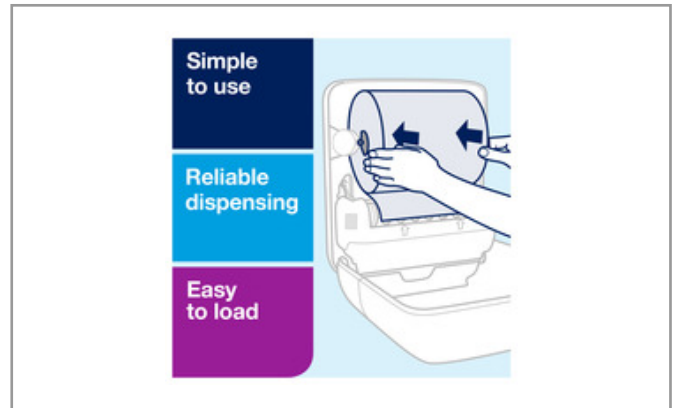 Simple
to use
Reliable
dispensing
Easy
to load